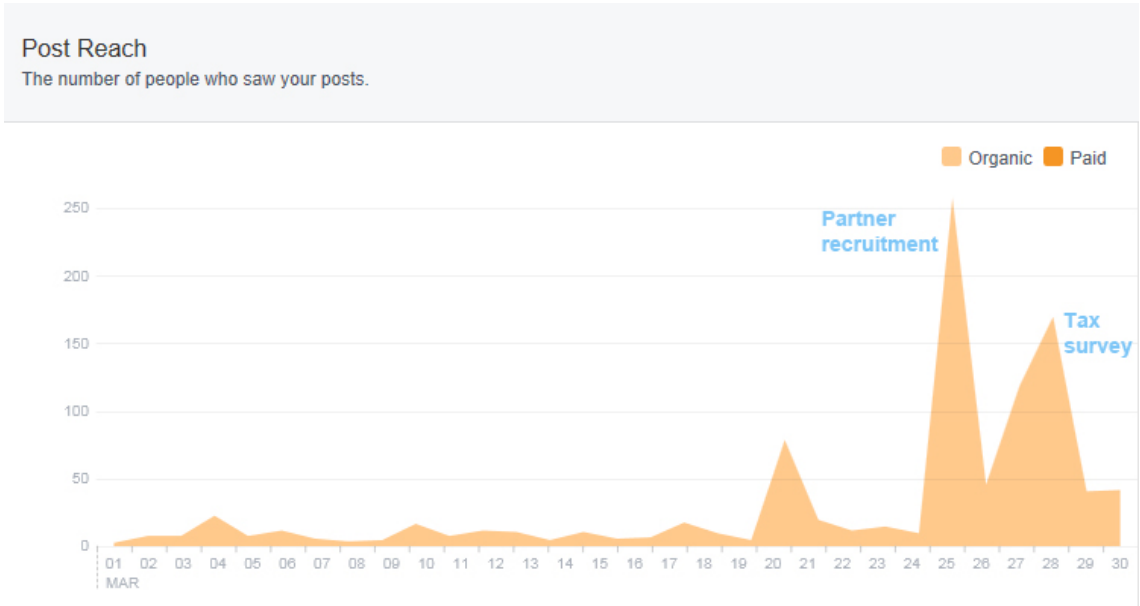 Post Reach
The number of people who saw your posts.
Organic Paid
250
Partner
recruitment
200
Tax
survey
150
100
50
0
01 02 03 04 05 06 07 08 09 10 11 12 13 14 15 16 17 18 19 20 21 22 23 24 25 26 27 28 29 30
MAR